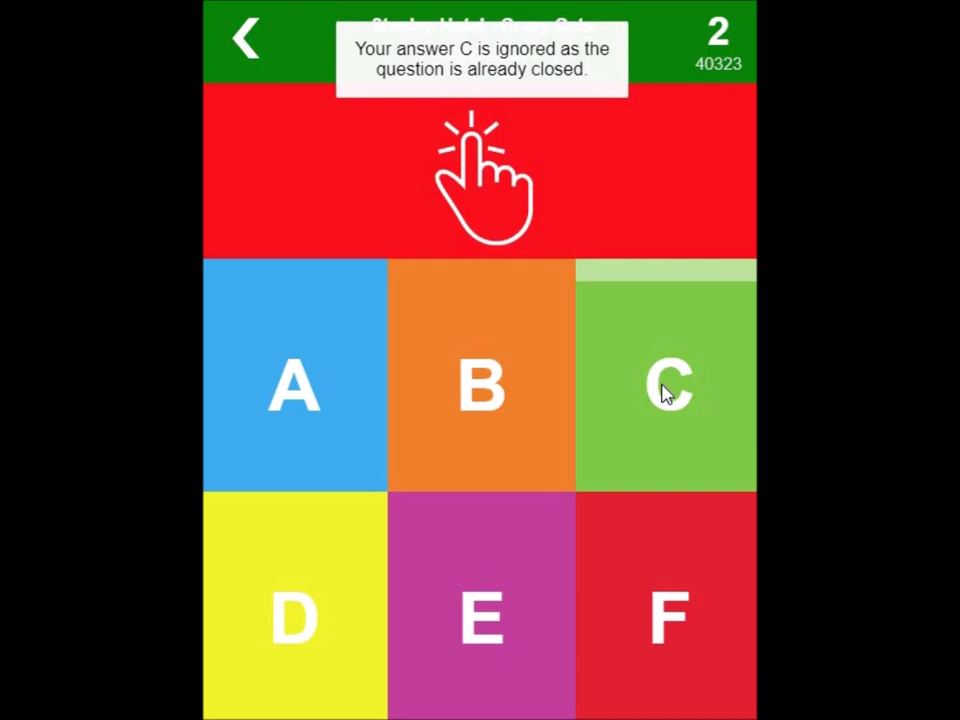 2
40323
Your answer C is ignored as the
question is already closed.
A
B
C
D
E
F